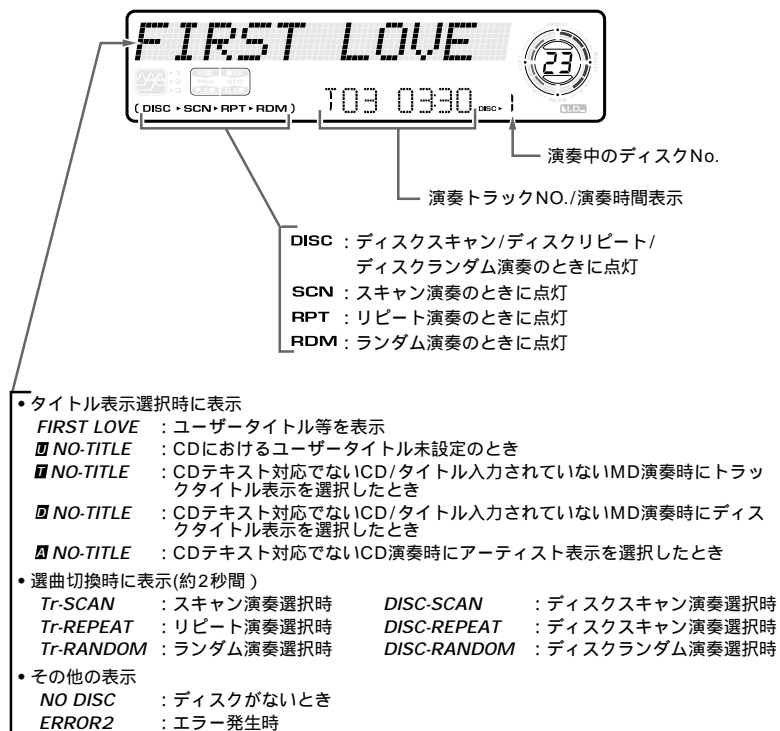 FIRST LOVE
23
T03 03:30 DISC▸ 1
(DISC▸SCN▸RPT▸RDM)
演奏中のディスクNo.
演奏トラックNO./演奏時間表示
DISC：ディスクスキャン/ディスクリピート/
ディスクランダム演奏のときに点灯
SCN：スキャン演奏のときに点灯
RPT：リピート演奏のときに点灯
RDM：ランダム演奏のときに点灯
•タイトル表示選択時に表示
FIRST LOVE：ユーザータイトル等を表示
U NO-TITLE：CDにおけるユーザータイトル未設定のとき
T NO-TITLE：CDテキスト対応でないCD/タイトル入力されていないMD演奏時にトラッ
クタイトル表示を選択したとき
D NO-TITLE：CDテキスト対応でないCD/タイトル入力されていないMD演奏時にディス
クタイトル表示を選択したとき
A NO-TITLE：CDテキスト対応でないCD演奏時にアーティスト表示を選択したとき
•選曲切換時に表示(約2秒間)
Tr-SCAN：スキャン演奏選択時 DISC-SCAN：ディスクスキャン演奏選択時
Tr-REPEAT：リピート演奏選択時 DISC-REPEAT：ディスクスキャン演奏選択時
Tr-RANDOM：ランダム演奏選択時 DISC-RANDOM：ディスクランダム演奏選択時
•その他の表示
NO DISC：ディスクがないとき
ERROR2：エラー発生時